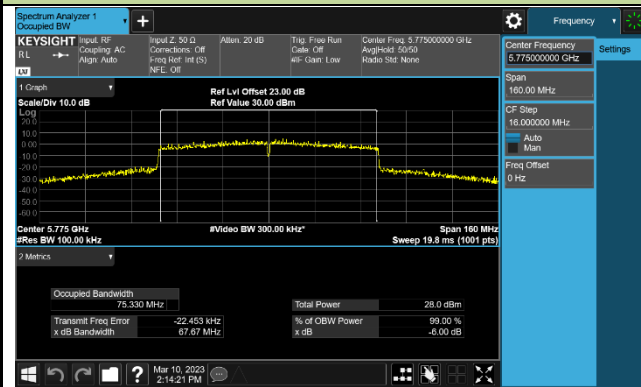 Spectrum Analyzer 1
Occupied BW
Frequency
KEYSIGHT
RL
Input: RF
Coupling: AC
Align: Auto
Input Z: 50 Ω
Corrections: Off
Freq Ref: Int (S)
NFE: Off
Atten: 20 dB
Trig: Free Run
Gate: Off
#IF Gain: Low
Center Freq: 5.775000000 GHz
Avg|Hold: 50/50
Radio Std: None
Center Frequency
5.775000000 GHz
Settings
Span
160.00 MHz
CF Step
16.000000 MHz
Auto
Man
Freq Offset
0 Hz
1 Graph
Scale/Div 10.0 dB
Ref Lvl Offset 23.00 dB
Ref Value 30.00 dBm
Log
20.0
10.0
0.00
-10.0
-20.0
-30.0
-40.0
-50.0
-60.0
Center 5.775 GHz
#Res BW 100.00 kHz
#Video BW 300.00 kHz*
Span 160 MHz
Sweep 19.8 ms (1001 pts)
2 Metrics
Occupied Bandwidth
75.330 MHz
Total Power 28.0 dBm
Transmit Freq Error -22.453 kHz
% of OBW Power 99.00 %
x dB Bandwidth 67.67 MHz
x dB -6.00 dB
Mar 10, 2023
2:14:21 PM